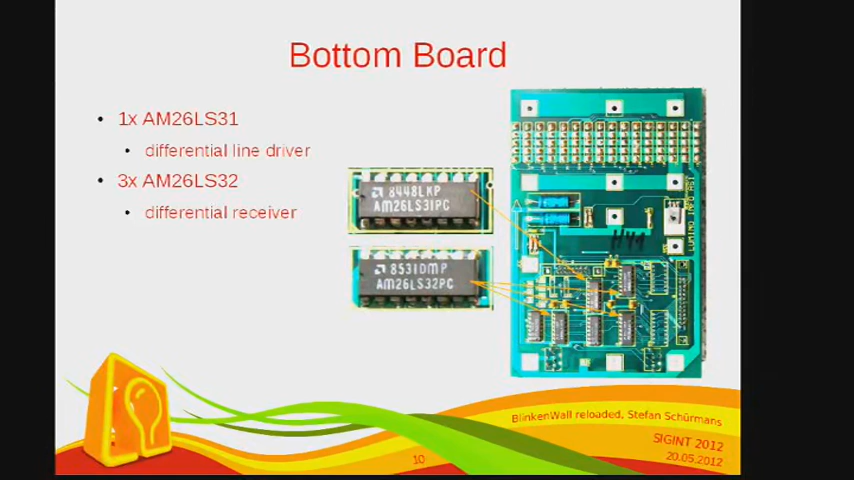 Bottom Board
• 1x AM26LS31
• differential line driver
• 3x AM26LS32
• differential receiver
8448LKP
AM26LS31PC
8531DMP
AM26LS32PC
H44
BlinkenWall reloaded, Stefan Schürmans
SIGINT 2012
20.05.2012
10